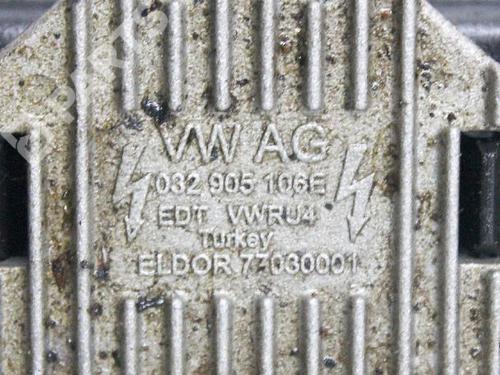 VW AG
032 905 106E
EDT VWRU4
Turkey
ELDOR 77030001